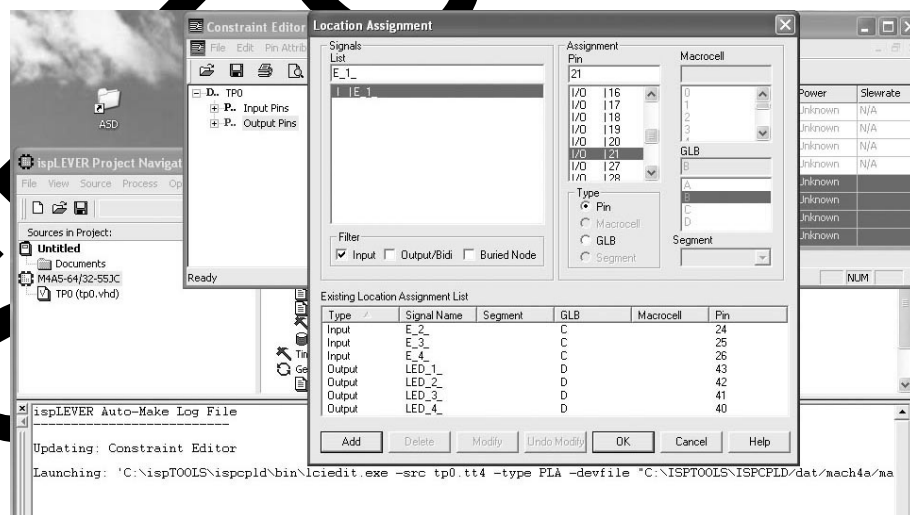 Constraint Editor
File Edit Pin Attrib
D.. TP0
P.. Input Pins
P.. Output Pins
Ready
ASD
Location Assignment
Signals
List
E_1_
I |E_1_
Filter
Input
Output/Bidi
Buried Node
Assignment
Pin
21
I/O |16
I/O |17
I/O |18
I/O |19
I/O |20
I/O |21
I/O |27
I/O |28
Macrocell
0
1
2
3
GLB
B
A
B
C
D
Type
Pin
Macrocell
GLB
Segment
Segment
Existing Location Assignment List
Type Signal Name Segment GLB Macrocell Pin
Input E_2_ C 24
Input E_3_ C 25
Input E_4_ C 26
Output LED_1_ D 43
Output LED_2_ D 42
Output LED_3_ D 41
Output LED_4_ D 40
Add Delete Modify Undo Modify OK Cancel Help
Power Slewrate
Unknown N/A
Unknown N/A
Unknown N/A
Unknown N/A
Unknown
Unknown
Unknown
Unknown
NUM
ispLEVER Project Navigat
File View Source Process Op
Sources in Project:
Untitled
Documents
M4A5-64/32-55JC
TP0 (tp0.vhd)
Tin
Ge
ispLEVER Auto-Make Log File
---------------------------
Updating: Constraint Editor
Launching: 'C:\ispTOOLS\ispcpld\bin\lciedit.exe -src tp0.tt4 -type PLA -devfile "C:\ISPTOOLS\ISPCPLD/dat/mach4a/ma